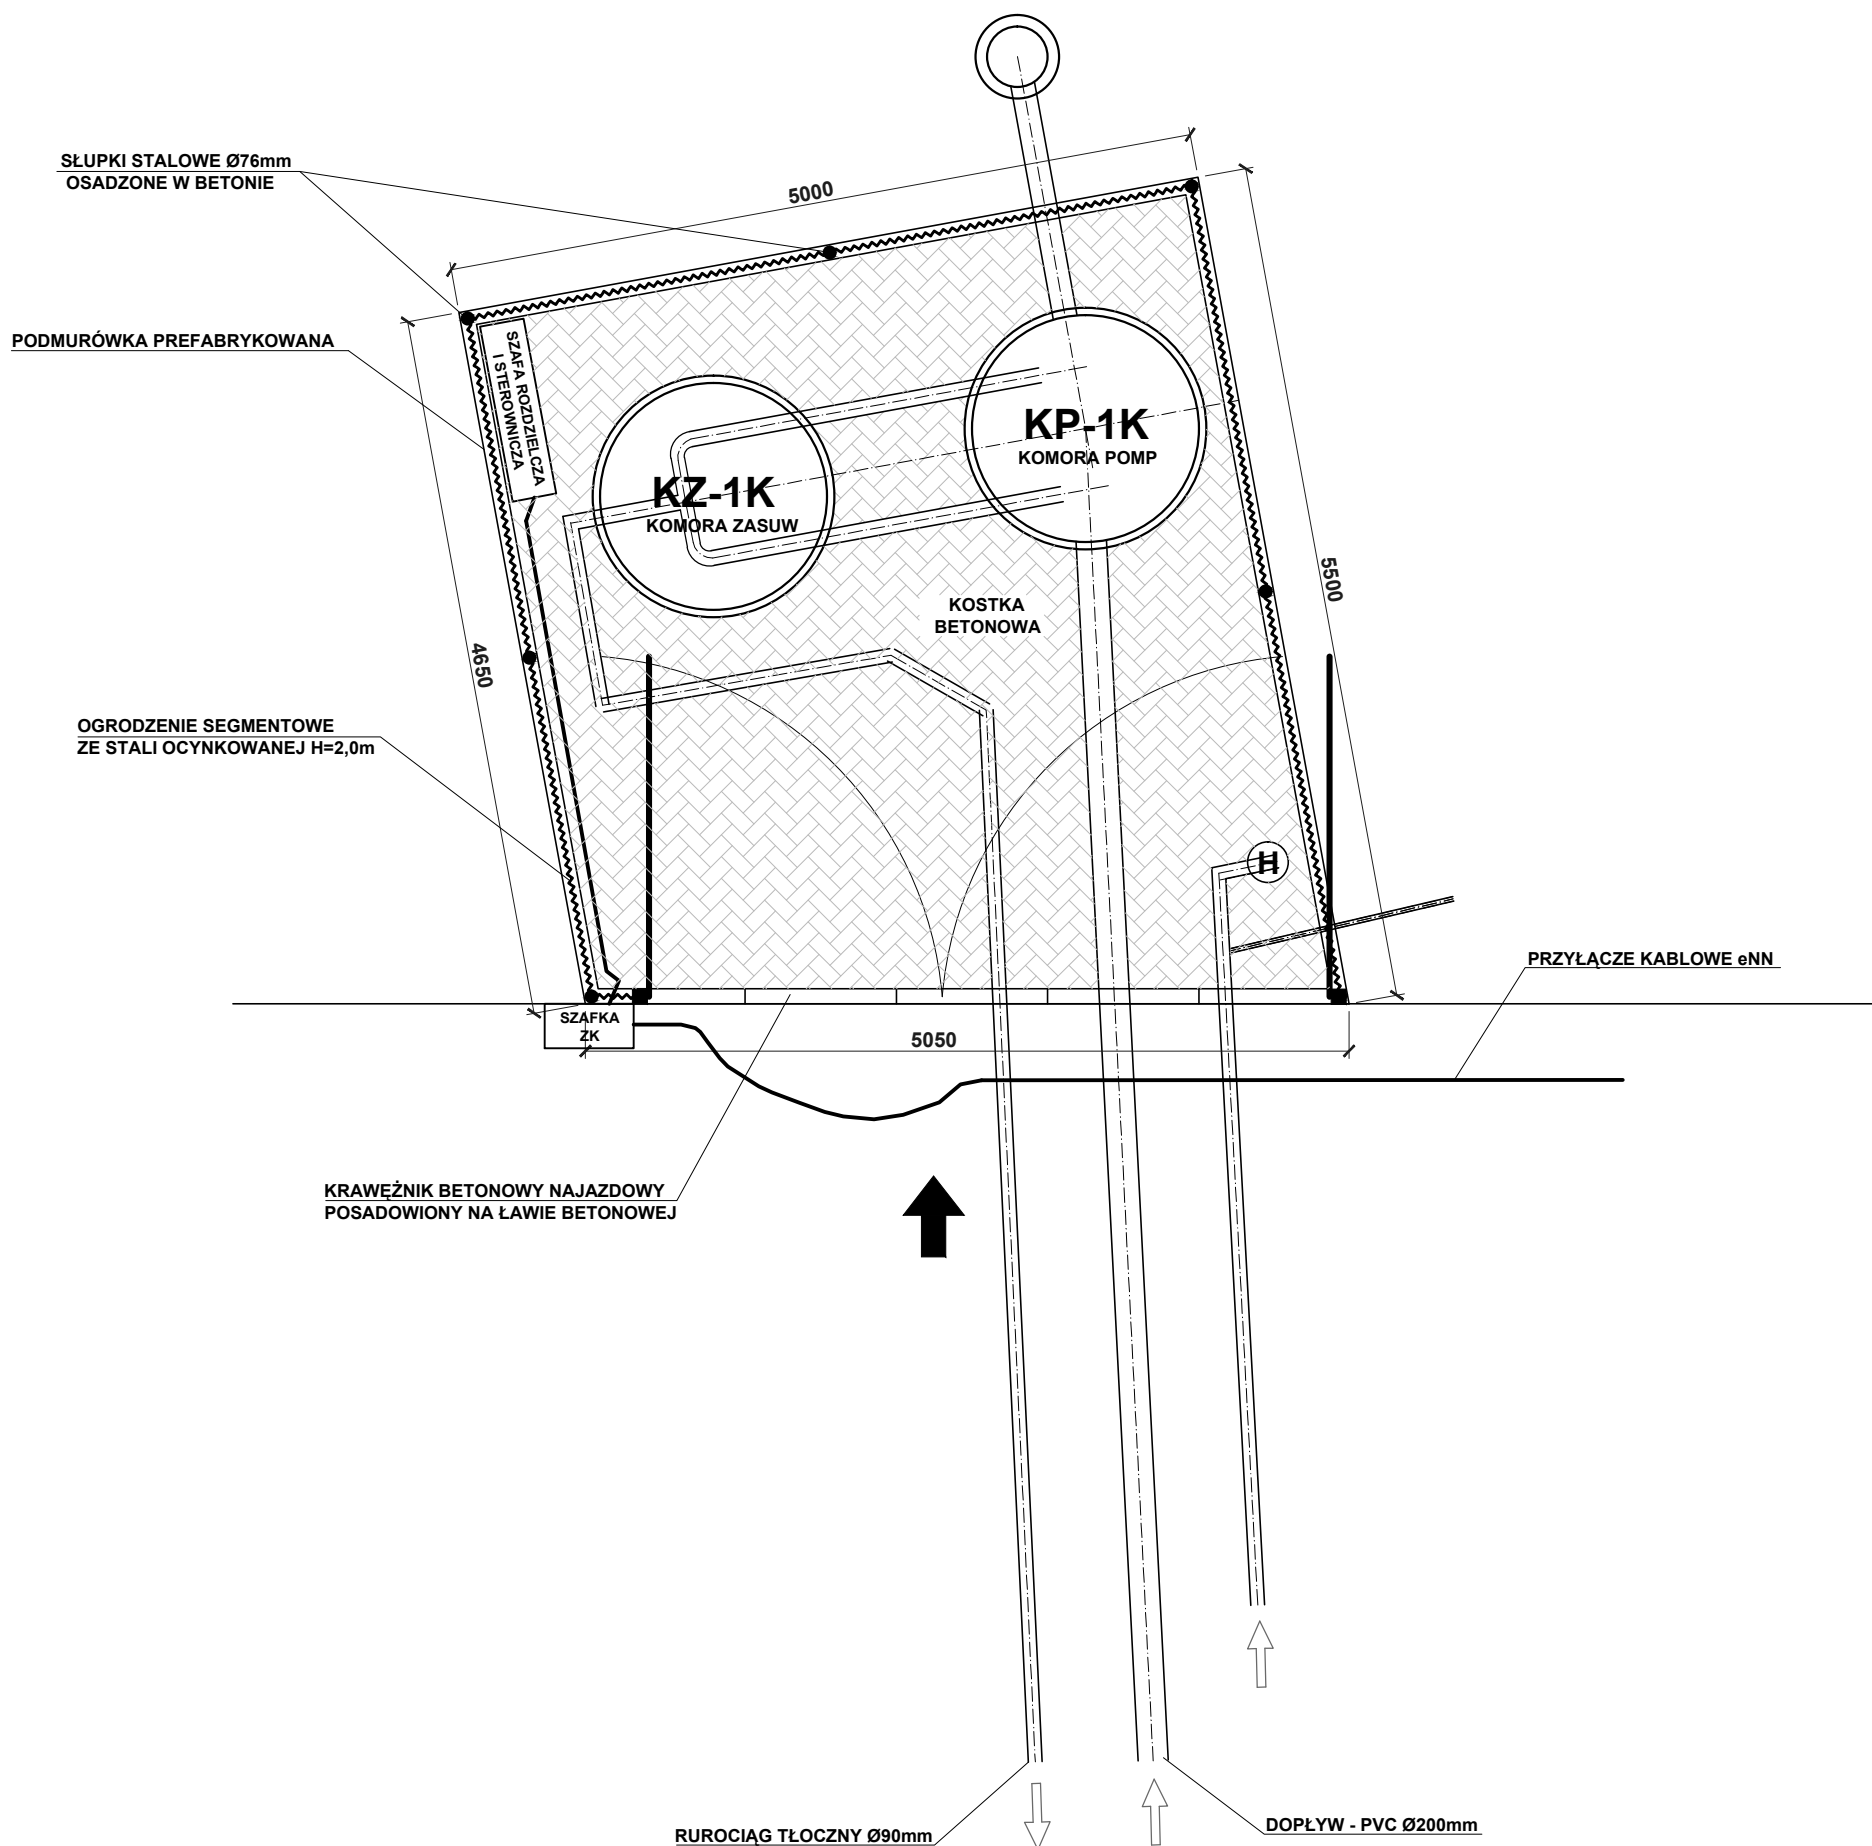 SŁUPKI STALOWE Ø76mm
OSADZONE W BETONIE
5000
PODMURÓWKA PREFABRYKOWANA
SZAFA ROZDZIELCZA
I STEROWNICZA
KP-1K
KOMORA POMP
KZ-1K
KOMORA ZASUW
5500
KOSTKA
BETONOWA
4650
OGRODZENIE SEGMENTOWE
ZE STALI OCYNKOWANEJ H=2,0m
H
PRZYŁĄCZE KABLOWE eNN
SZAFKA
ZK
5050
KRAWĘŻNIK BETONOWY NAJAZDOWY
POSADOWIONY NA ŁAWIE BETONOWEJ
RUROCIĄG TŁOCZNY Ø90mm
DOPŁYW - PVC Ø200mm